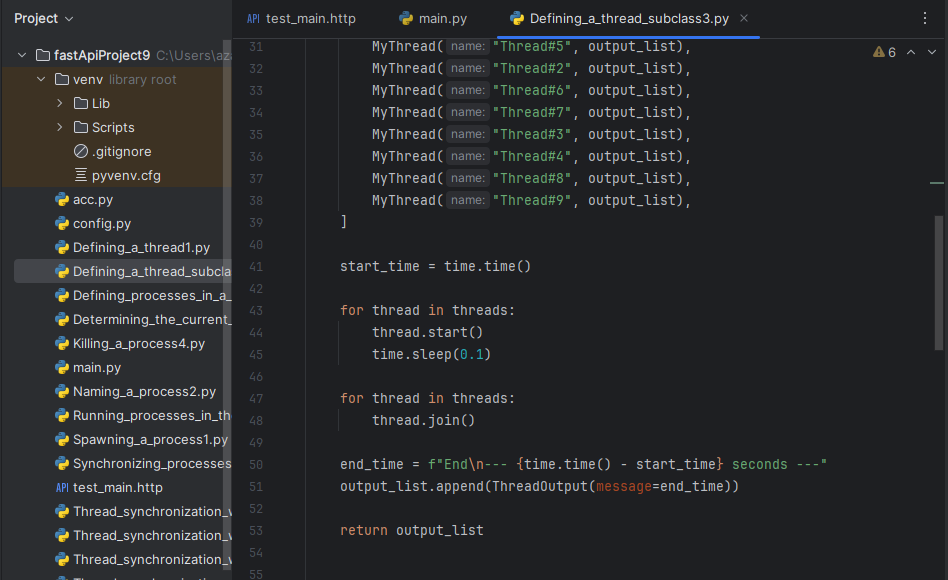 Project
fastApiProject9 C:\Users\az
venv library root
Lib
Scripts
.gitignore
pyvenv.cfg
acc.py
config.py
Defining_a_thread1.py
Defining_a_thread_subcla
Defining_processes_in_a_
Determining_the_current_
Killing_a_process4.py
main.py
Naming_a_process2.py
Running_processes_in_th
Spawning_a_process1.py
Synchronizing_processes
API test_main.http
Thread_synchronization_
Thread_synchronization_
Thread_synchronization_
API test_main.http
main.py
Defining_a_thread_subclass3.py
6
31 MyThread( name: "Thread#5", output_list),
32 MyThread( name: "Thread#2", output_list),
33 MyThread( name: "Thread#6", output_list),
34 MyThread( name: "Thread#7", output_list),
35 MyThread( name: "Thread#3", output_list),
36 MyThread( name: "Thread#4", output_list),
37 MyThread( name: "Thread#8", output_list),
38 MyThread( name: "Thread#9", output_list),
39 ]
40
41 start_time = time.time()
42
43 for thread in threads:
44 thread.start()
45 time.sleep(0.1)
46
47 for thread in threads:
48 thread.join()
49
50 end_time = f"End\n--- {time.time() - start_time} seconds ---"
51 output_list.append(ThreadOutput(message=end_time))
52
53 return output_list
54
55